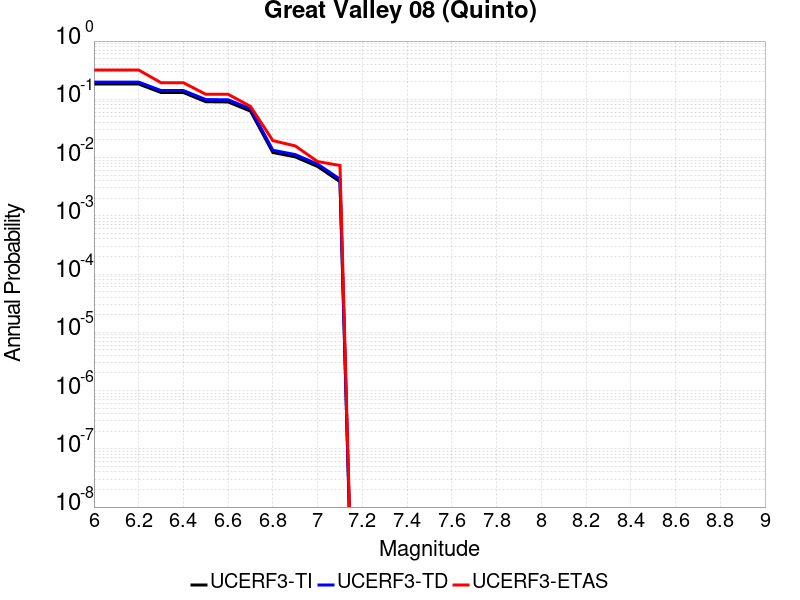 Great Valley 08 (Quinto)
10^0
10^-1
10^-2
10^-3
10^-4
10^-5
10^-6
10^-7
10^-8
Annual Probability
6 6.2 6.4 6.6 6.8 7 7.2 7.4 7.6 7.8 8 8.2 8.4 8.6 8.8 9
Magnitude
UCERF3-TI UCERF3-TD UCERF3-ETAS